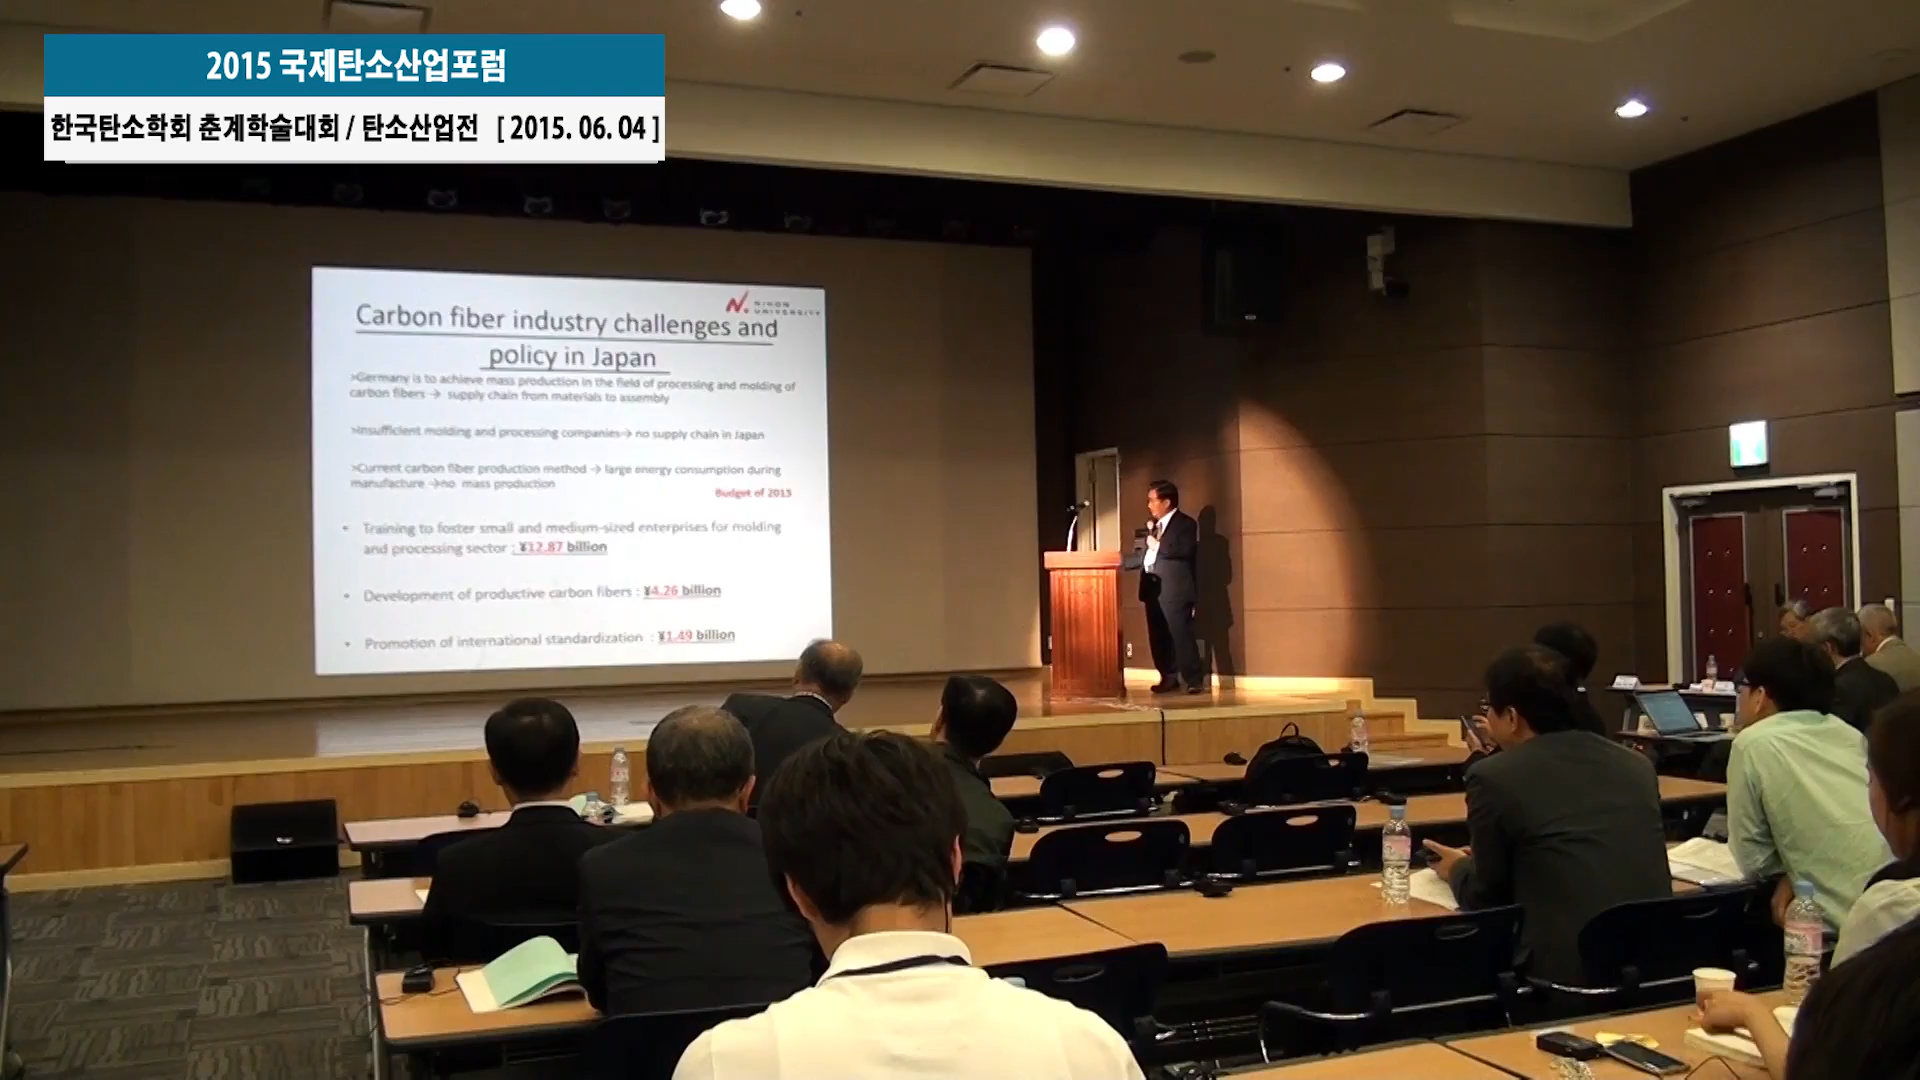 2015 국제탄소산업포럼
한국탄소학회 춘계학술대회 / 탄소산업전 [ 2015. 06. 04 ]
NIHON
UNIVERSITY
Carbon fiber industry challenges and
policy in Japan
>Germany is to achieve mass production in the field of processing and molding of
carbon fibers → supply chain from materials to assembly
>Insufficient molding and processing companies→ no supply chain in Japan
>Current carbon fiber production method → large energy consumption during
manufacture →no mass production
Budget of 2013
• Training to foster small and medium-sized enterprises for molding
and processing sector : ¥12.87 billion
• Development of productive carbon fibers : ¥4.26 billion
• Promotion of international standardization : ¥1.49 billion